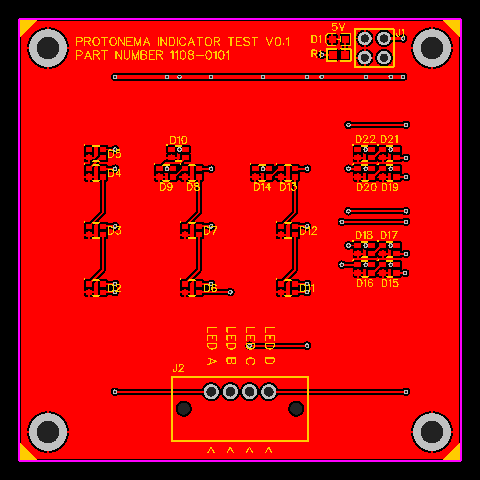 PROTONEMA INDICATOR TEST V0.1
PART NUMBER 1108-0101
5V
D1
J1
R1
D10
D22 D21
D5
D4
D9 D8
D14 D13
D20 D19
D3
D7
D12
D18 D17
D2
D6
D16 D15
LED A
LED B
LED C
LED D
J2